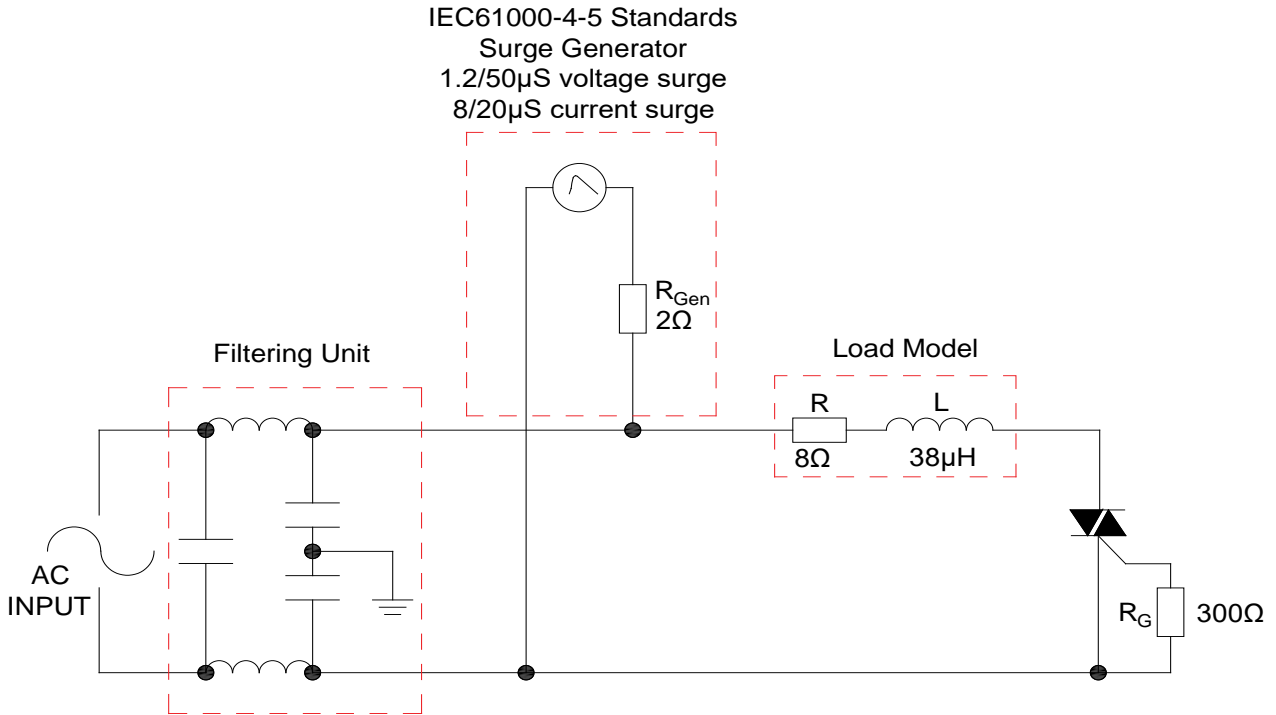 IEC61000-4-5 Standards
Surge Generator
1.2/50µS voltage surge
8/20µS current surge
RGen
2Ω
Filtering Unit
Load Model
R
L
8Ω
38µH
AC
INPUT
RG
300Ω